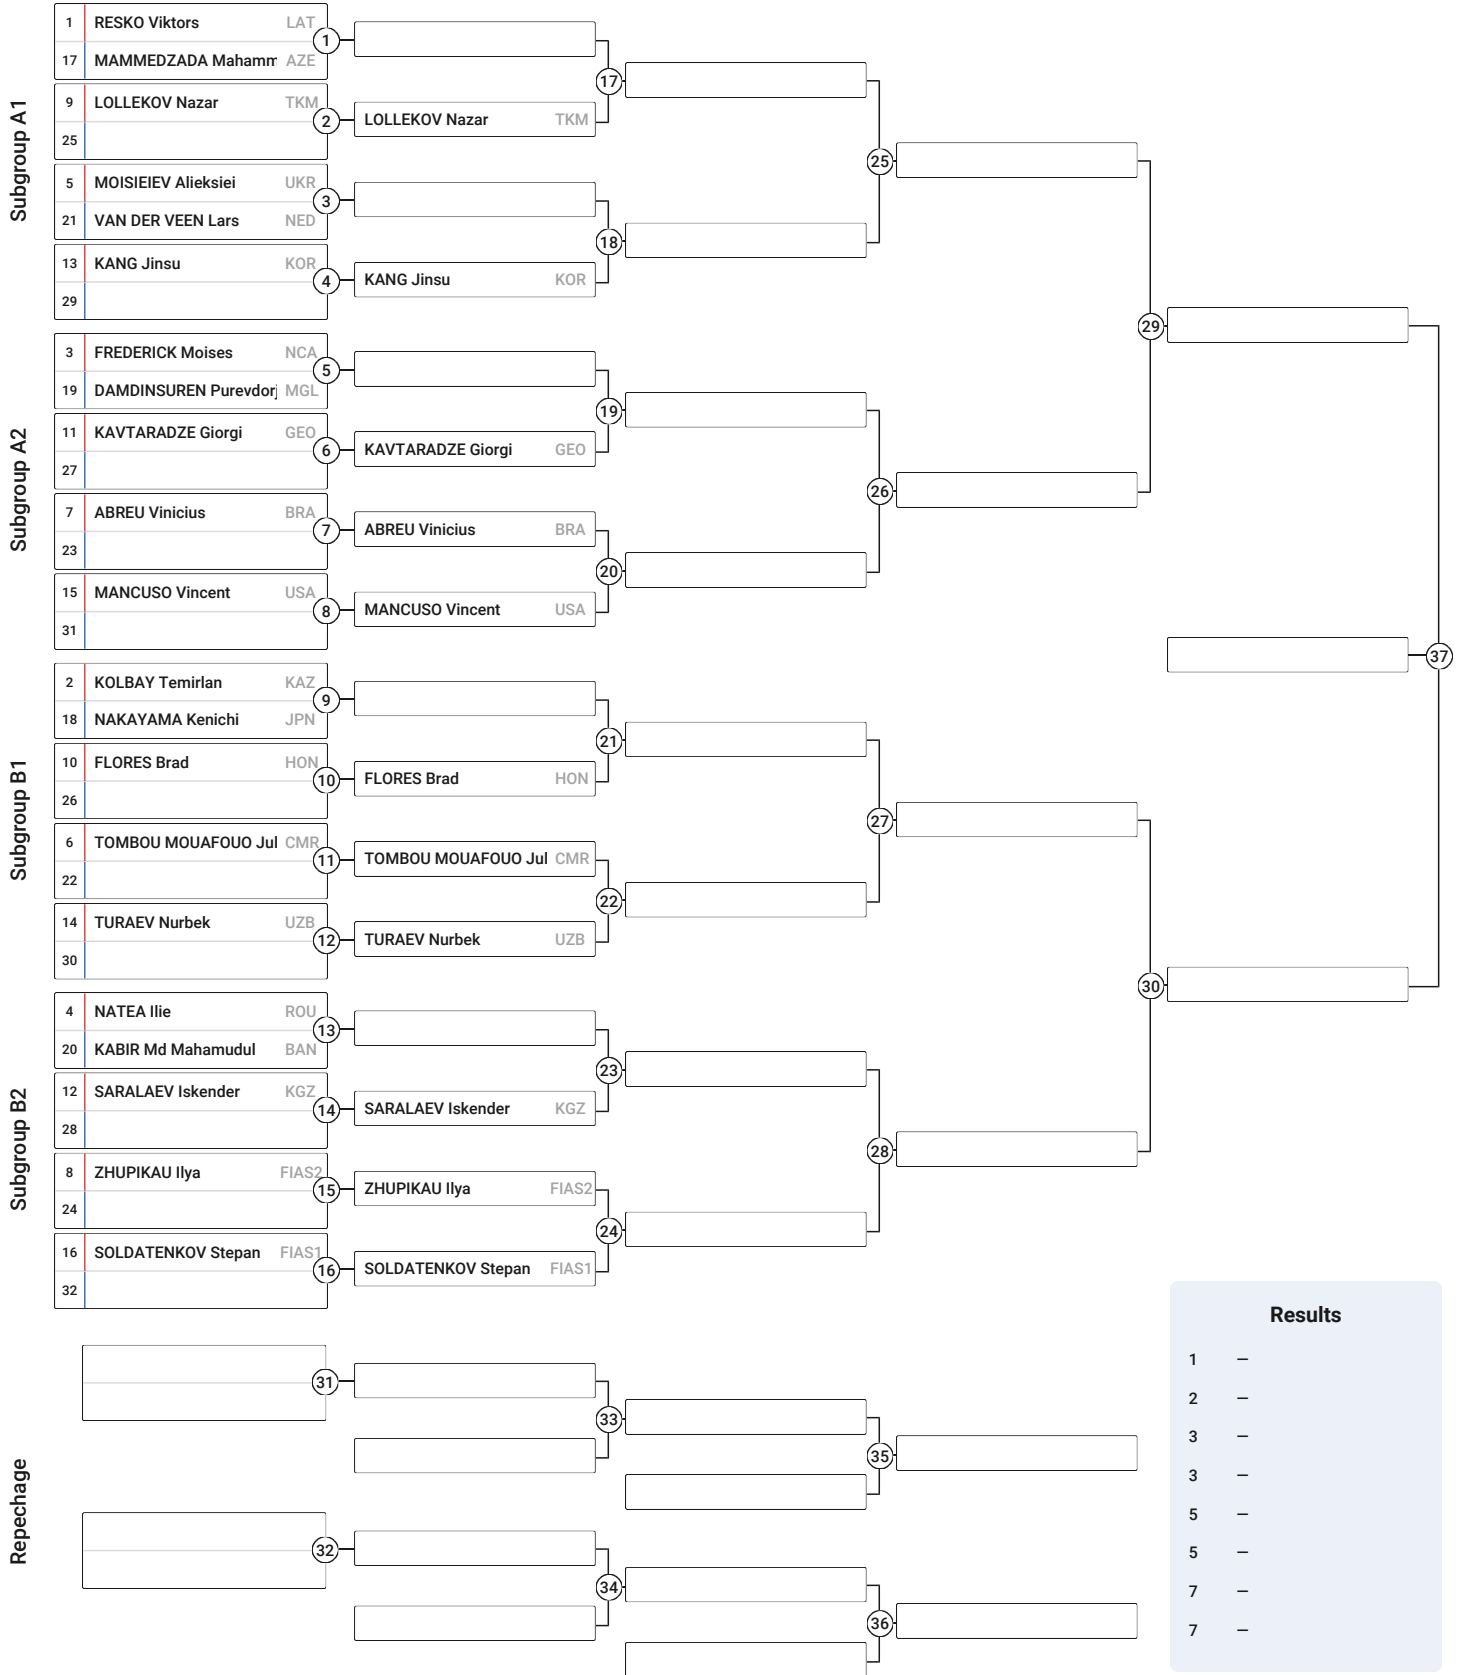 Subgroup A1
1 RESKO Viktors LAT
17 MAMMEDZADA Mahamm AZE
1
9 LOLLEKOV Nazar TKM
25
2
LOLLEKOV Nazar TKM
17
5 MOISIEIEV Alieksiei UKR
21 VAN DER VEEN Lars NED
3
13 KANG Jinsu KOR
29
4
KANG Jinsu KOR
18
25
Subgroup A2
3 FREDERICK Moises NCA
19 DAMDINSUREN Purevdorj MGL
5
11 KAVTARADZE Giorgi GEO
27
6
KAVTARADZE Giorgi GEO
19
7 ABREU Vinicius BRA
23
7
ABREU Vinicius BRA
15 MANCUSO Vincent USA
31
8
MANCUSO Vincent USA
20
26
29
Subgroup B1
2 KOLBAY Temirlan KAZ
18 NAKAYAMA Kenichi JPN
9
10 FLORES Brad HON
26
10
FLORES Brad HON
21
6 TOMBOU MOUAFOUO Jul CMR
22
11
TOMBOU MOUAFOUO Jul CMR
14 TURAEV Nurbek UZB
30
12
TURAEV Nurbek UZB
22
27
Subgroup B2
4 NATEA Ilie ROU
20 KABIR Md Mahamudul BAN
13
12 SARALAEV Iskender KGZ
28
14
SARALAEV Iskender KGZ
23
8 ZHUPIKAU Ilya FIAS2
24
15
ZHUPIKAU Ilya FIAS2
16 SOLDATENKOV Stepan FIAS1
32
16
SOLDATENKOV Stepan FIAS1
24
28
30
37
Repechage
31
33
35
32
34
36
Results
1 –
2 –
3 –
3 –
5 –
5 –
7 –
7 –